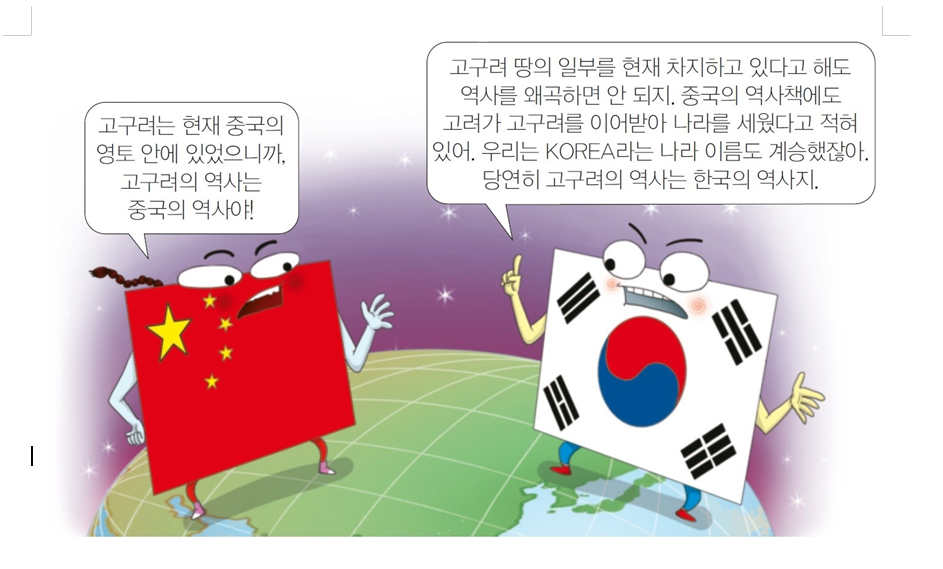 고구려는 현재 중국의
영토 안에 있었으니까,
고구려의 역사는
중국의 역사야!
고구려 땅의 일부를 현재 차지하고 있다고 해도
역사를 왜곡하면 안 되지. 중국의 역사책에도
고려가 고구려를 이어받아 나라를 세웠다고 적혀
있어. 우리는 KOREA라는 나라 이름도 계승했잖아.
당연히 고구려의 역사는 한국의 역사지.